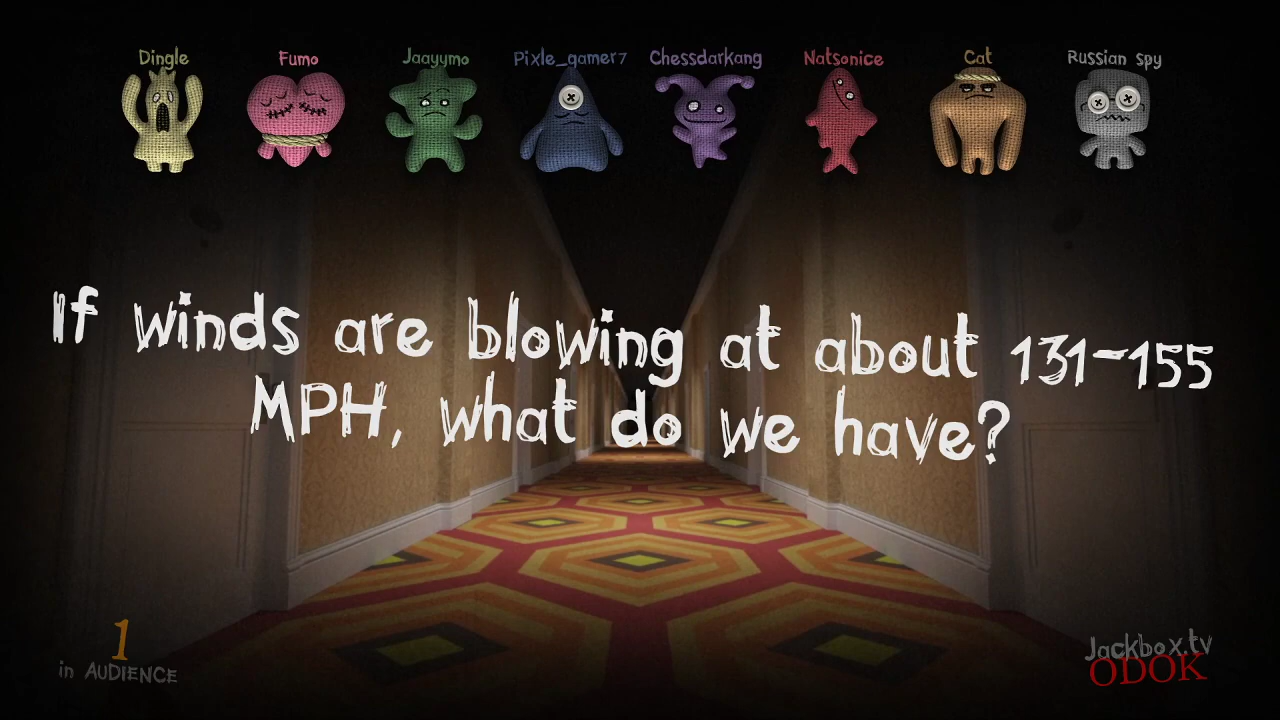 Dingle Fumo Jaayymo Pixle_gamer7 Chessdarkang Natsonice Cat Russian spy
If winds are blowing at about 131-155
MPH, what do we have?
1
in AUDIENCE
Jackbox.tv
ODOK